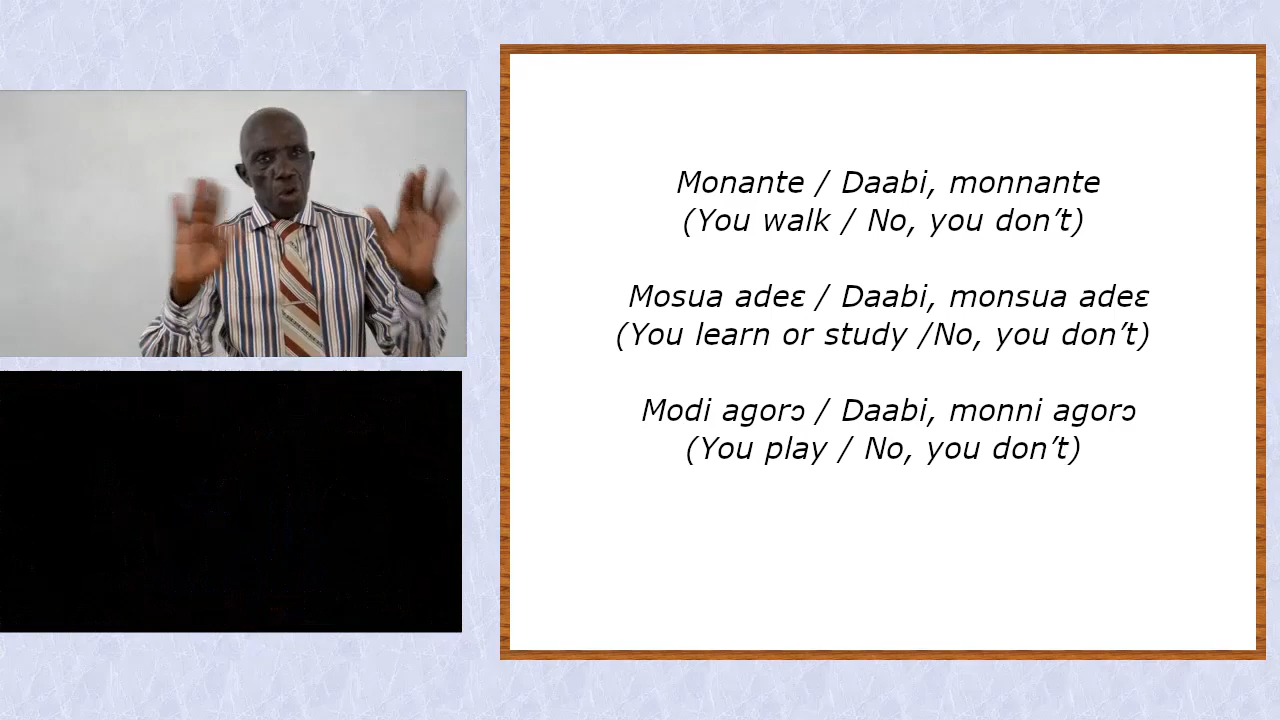 Monante / Daabi, monnante
(You walk / No, you don’t)
Mosua adeɛ / Daabi, monsua adeɛ
(You learn or study /No, you don’t)
Modi agorɔ / Daabi, monni agorɔ
(You play / No, you don’t)